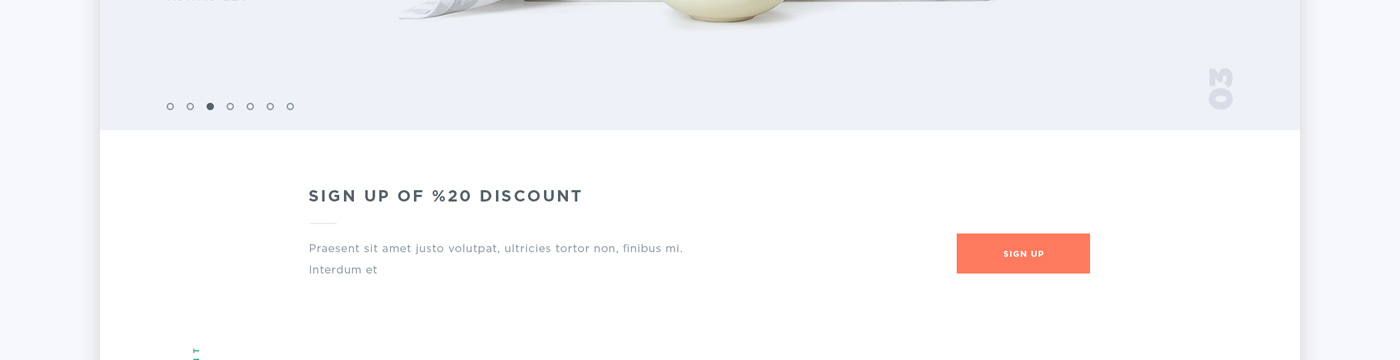 03
SIGN UP OF %20 DISCOUNT
Praesent sit amet justo volutpat, ultricies tortor non, finibus mi.
Interdum et
SIGN UP